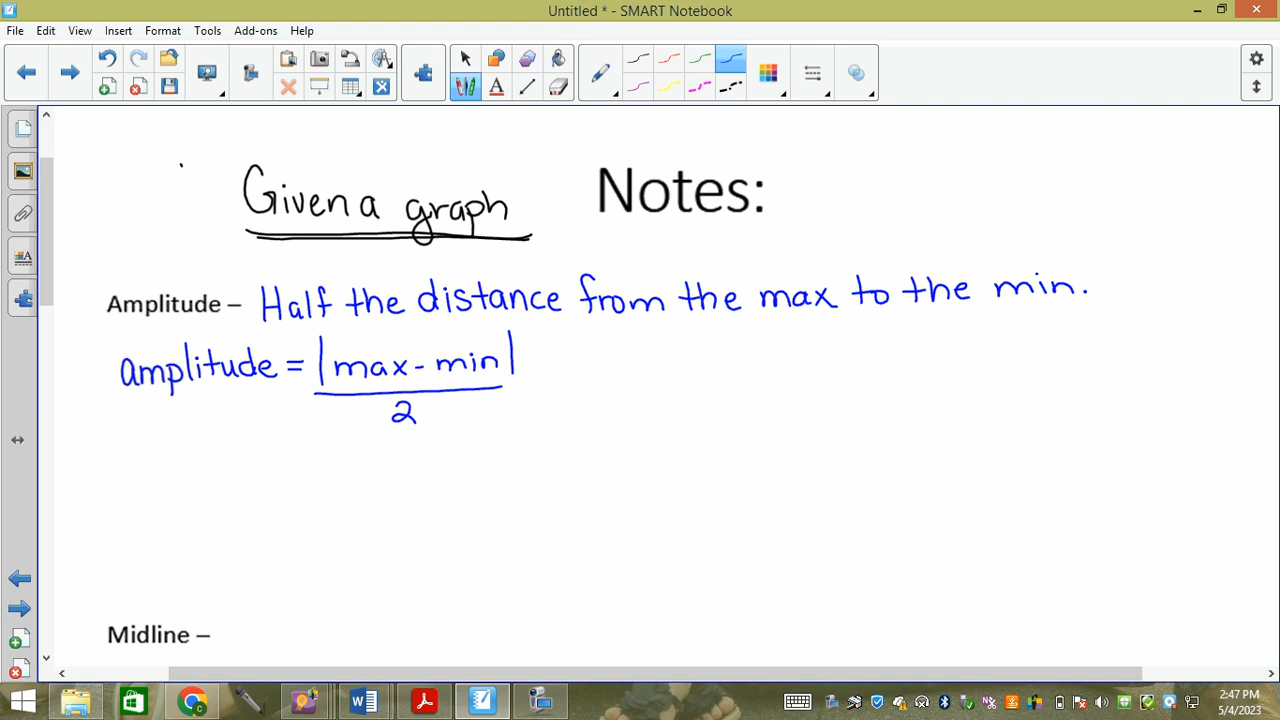 Untitled * - SMART Notebook
File Edit View Insert Format Tools Add-ons Help
Given a graph Notes:
Amplitude – Half the distance from the max to the min.
amplitude = |max - min|
2
Midline –
2:47 PM
5/4/2023